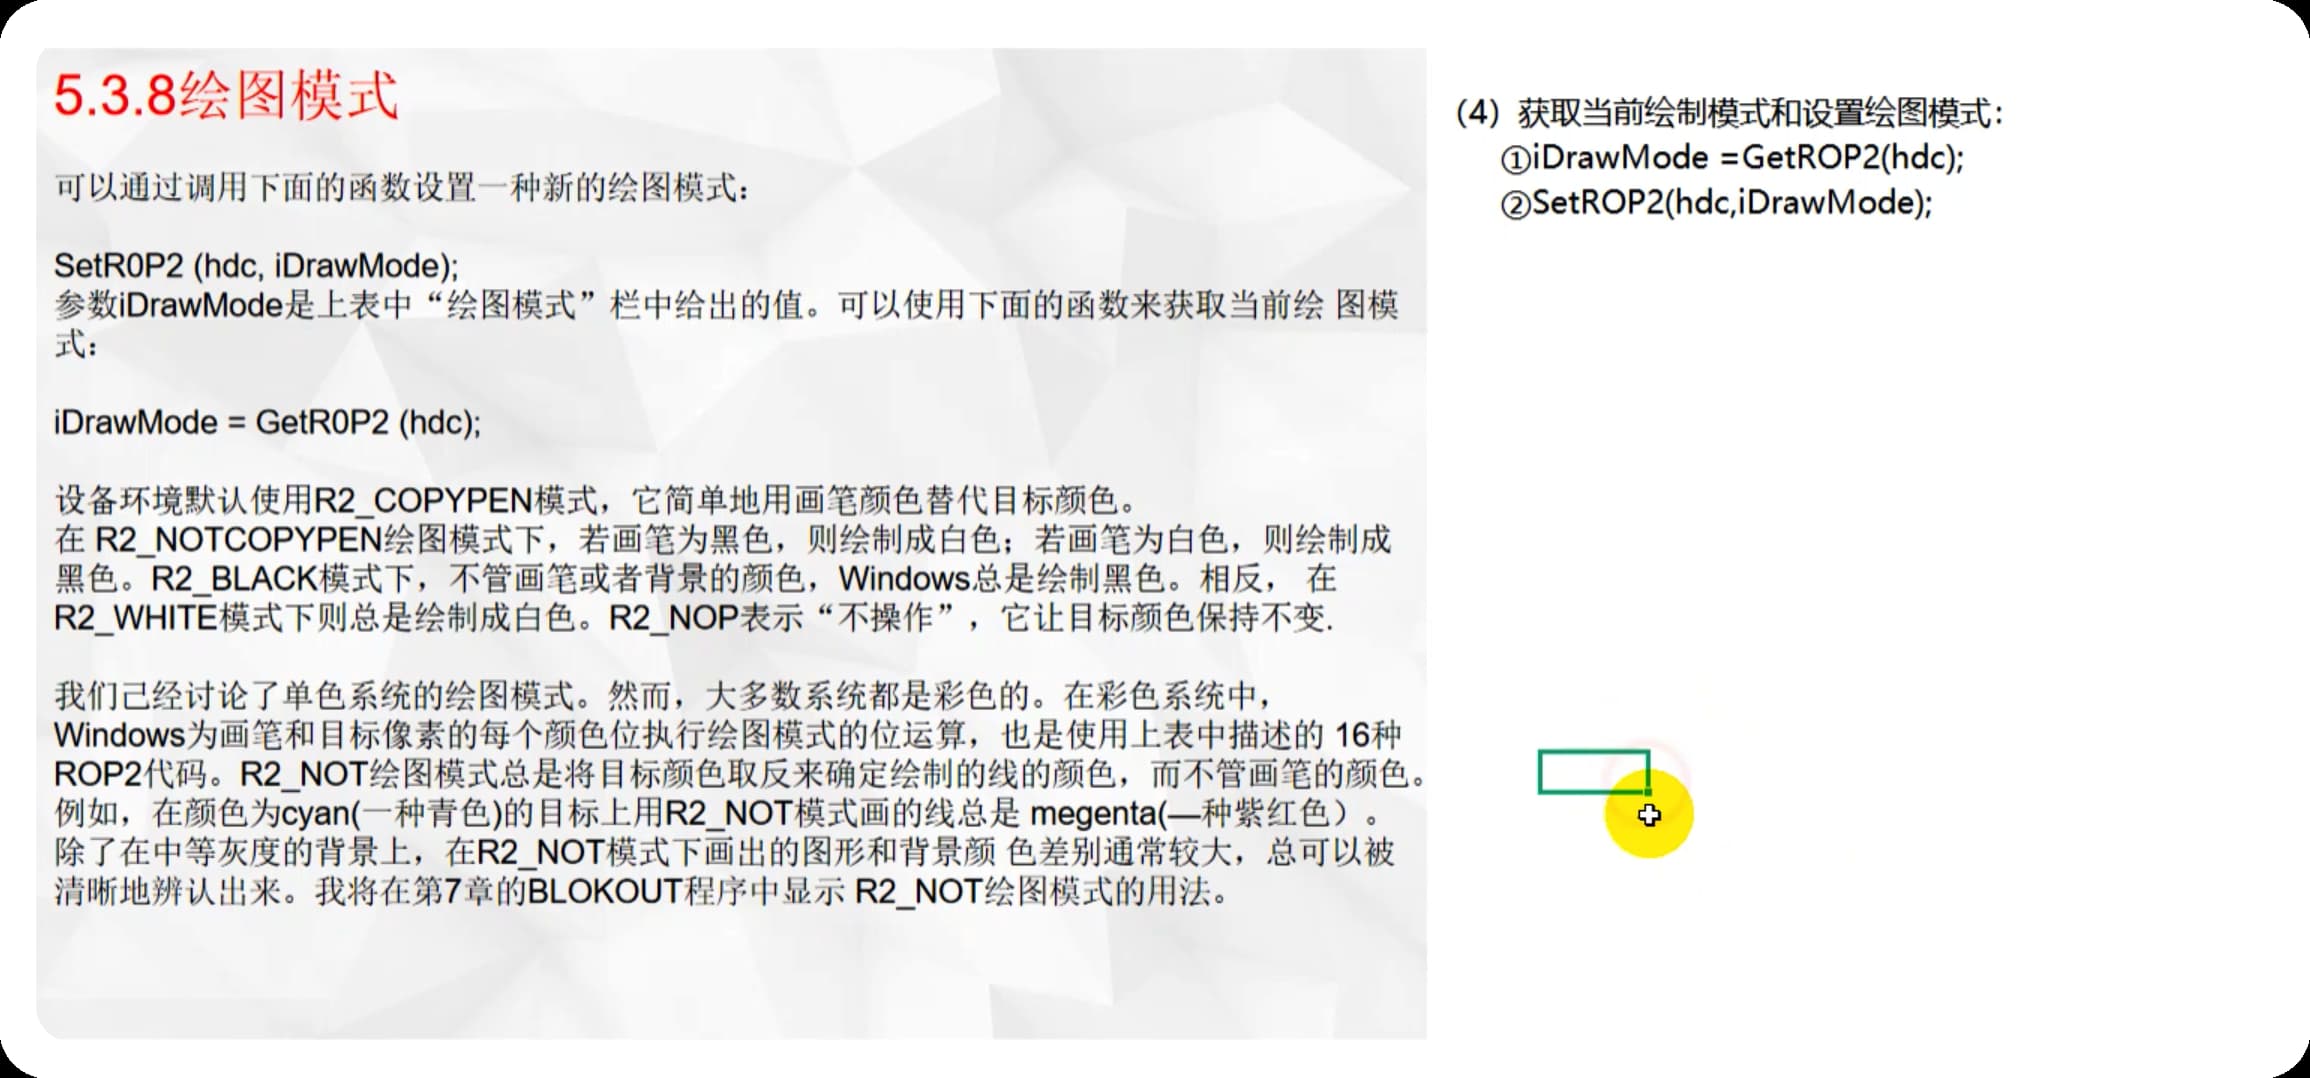 5.3.8绘图模式
可以通过调用下面的函数设置一种新的绘图模式：
SetR0P2 (hdc, iDrawMode);
参数iDrawMode是上表中“绘图模式”栏中给出的值。可以使用下面的函数来获取当前绘 图模
式：
iDrawMode = GetR0P2 (hdc);
设备环境默认使用R2_COPYPEN模式，它简单地用画笔颜色替代目标颜色。
在 R2_NOTCOPYPEN绘图模式下，若画笔为黑色，则绘制成白色；若画笔为白色，则绘制成
黑色。R2_BLACK模式下，不管画笔或者背景的颜色，Windows总是绘制黑色。相反， 在
R2_WHITE模式下则总是绘制成白色。R2_NOP表示“不操作”，它让目标颜色保持不变.
我们己经讨论了单色系统的绘图模式。然而，大多数系统都是彩色的。在彩色系统中，
Windows为画笔和目标像素的每个颜色位执行绘图模式的位运算，也是使用上表中描述的 16种
ROP2代码。R2_NOT绘图模式总是将目标颜色取反来确定绘制的线的颜色，而不管画笔的颜色。
例如，在颜色为cyan(一种青色)的目标上用R2_NOT模式画的线总是 megenta(—种紫红色）。
除了在中等灰度的背景上，在R2_NOT模式下画出的图形和背景颜 色差别通常较大，总可以被
清晰地辨认出来。我将在第7章的BLOKOUT程序中显示 R2_NOT绘图模式的用法。
(4) 获取当前绘制模式和设置绘图模式：
①iDrawMode =GetROP2(hdc);
②SetROP2(hdc,iDrawMode);